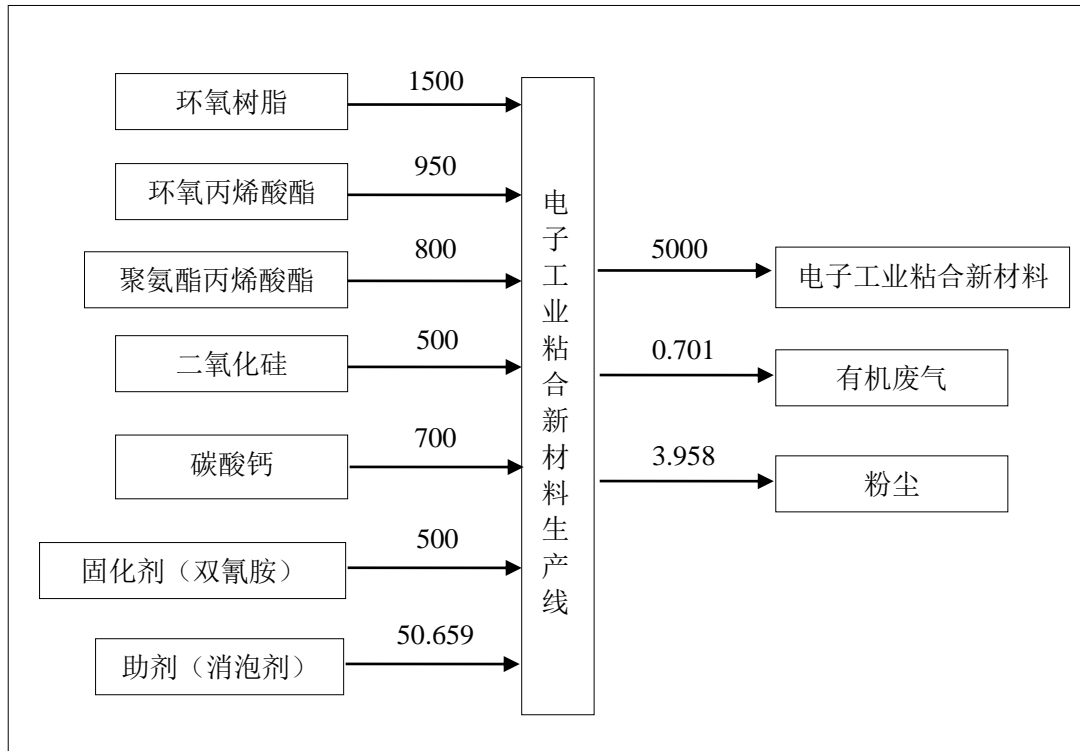 环氧树脂
1500
环氧丙烯酸酯
950
聚氨酯丙烯酸酯
800
二氧化硅
500
碳酸钙
700
固化剂（双氰胺）
500
助剂（消泡剂）
50.659
电子工业粘合新材料生产线
5000
电子工业粘合新材料
0.701
有机废气
3.958
粉尘